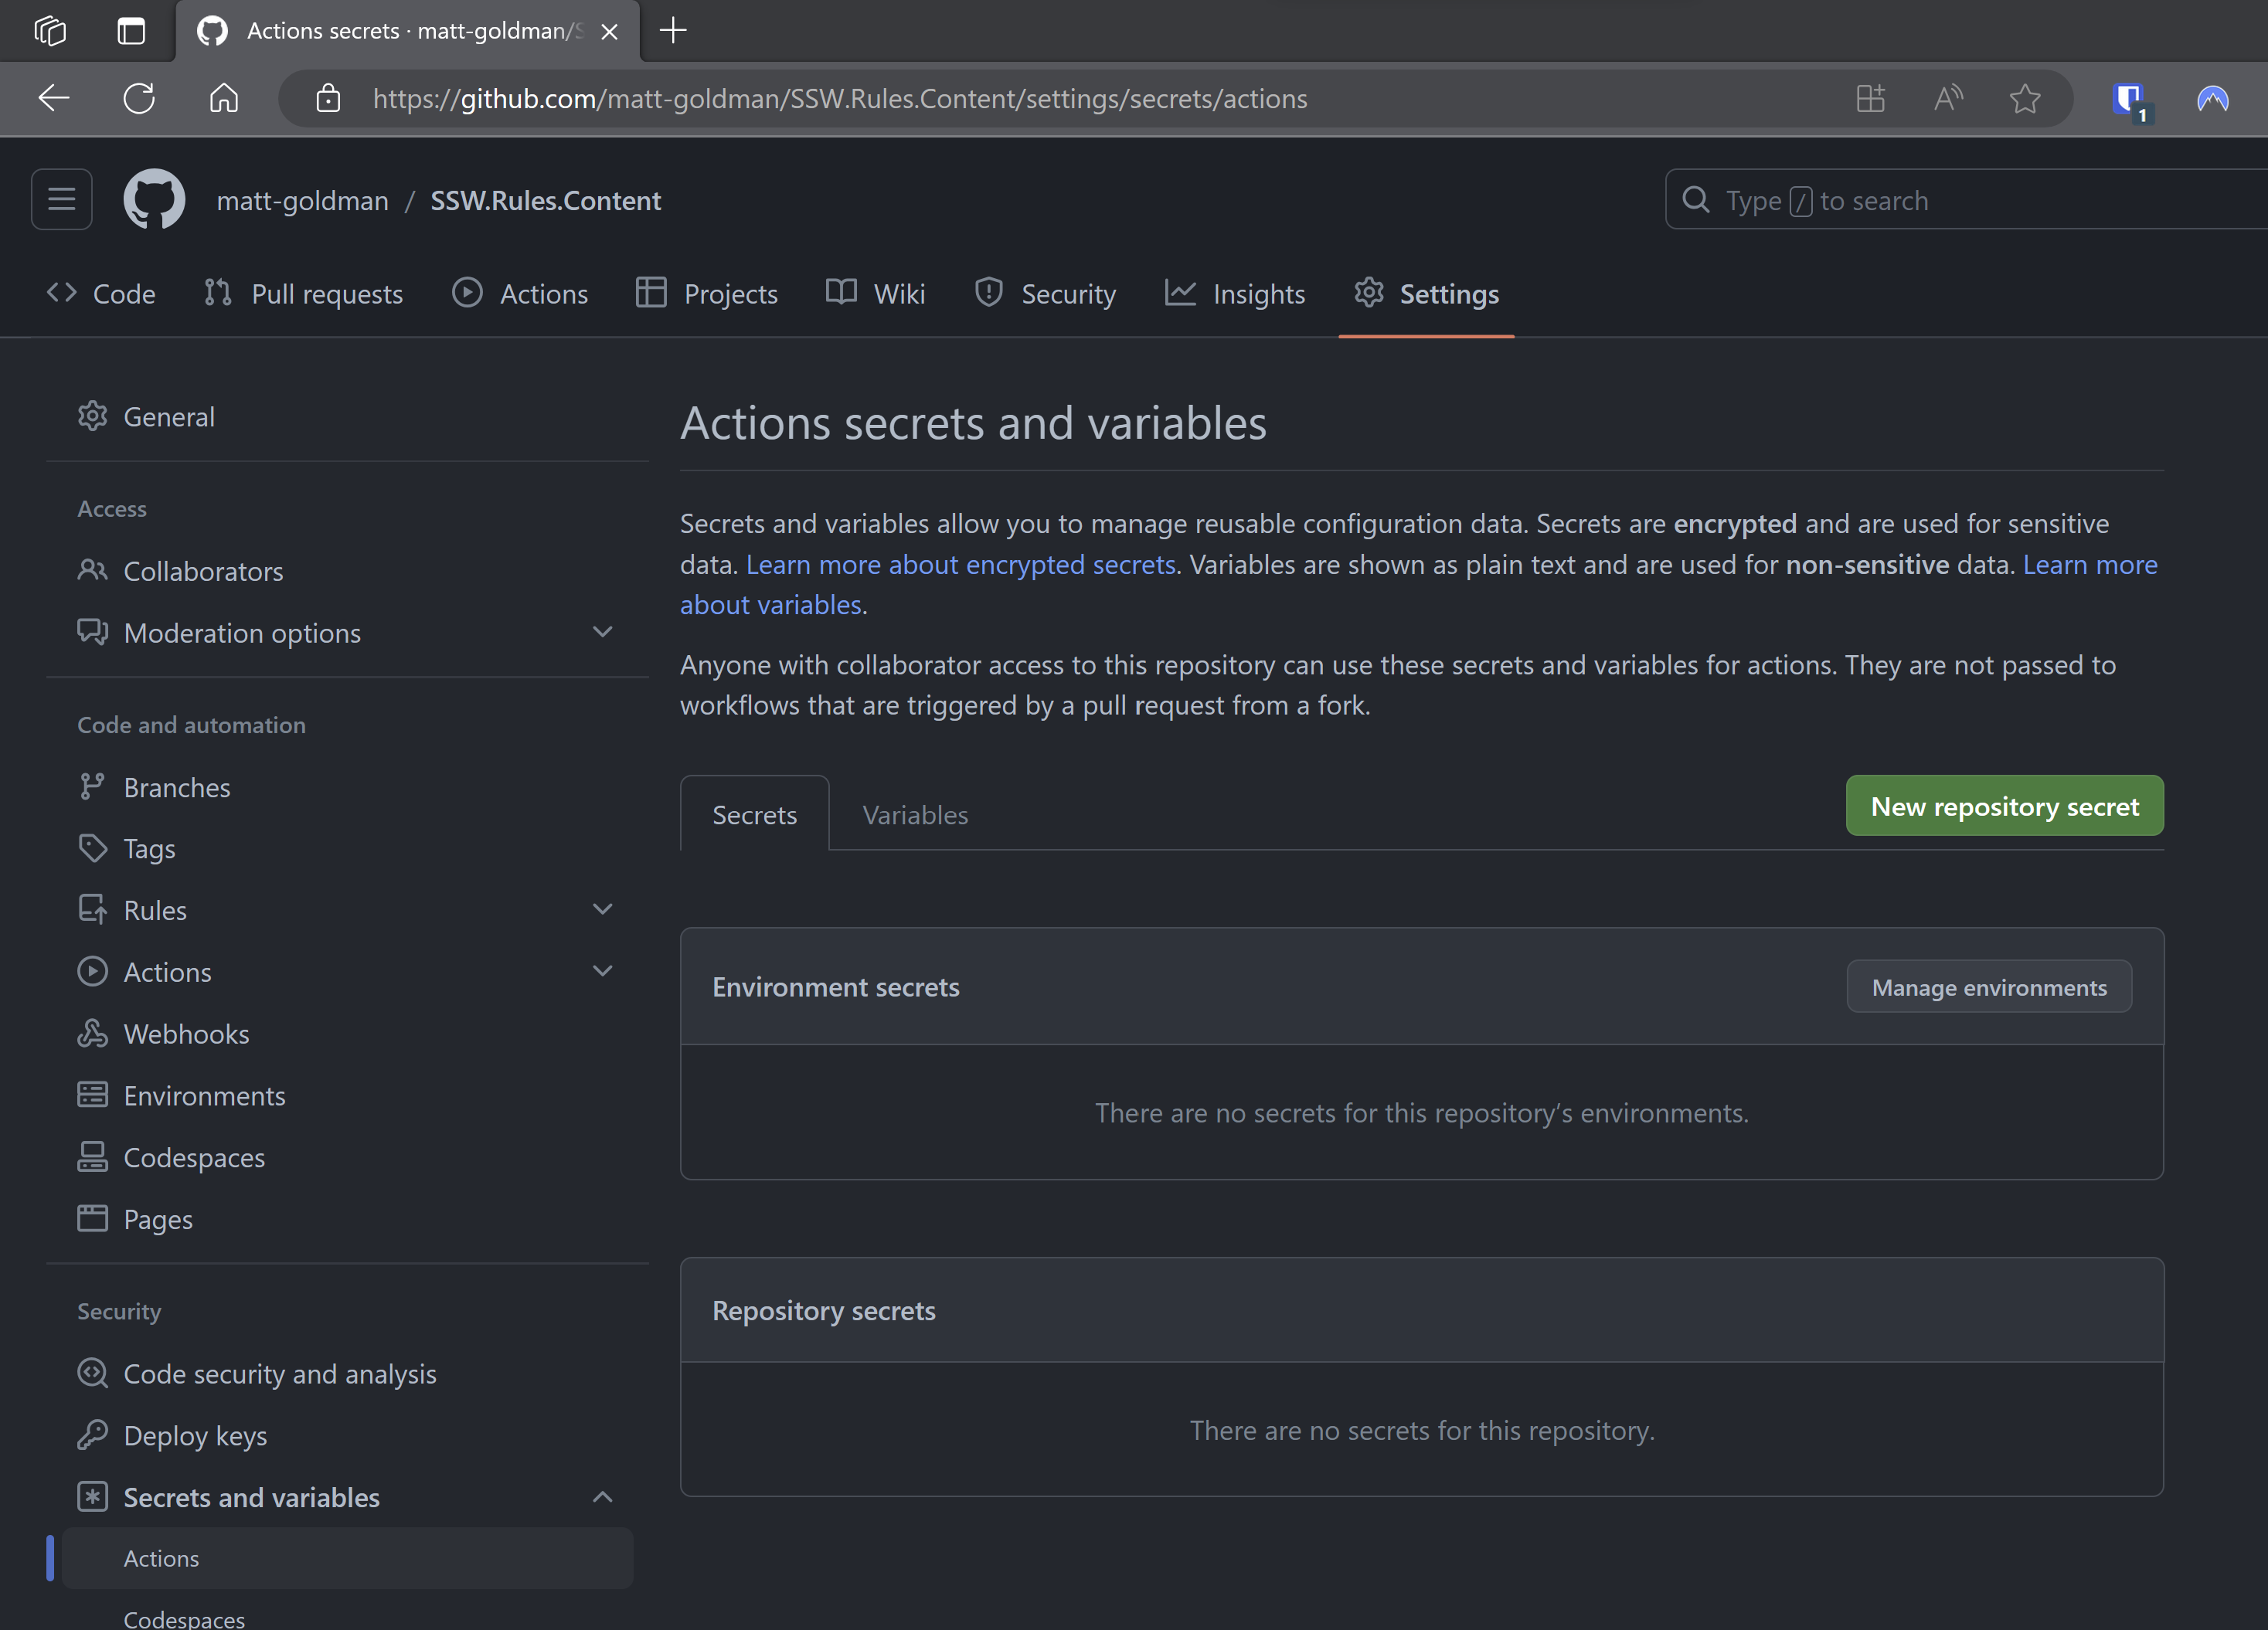 Actions secrets · matt-goldman/S
https://github.com/matt-goldman/SSW.Rules.Content/settings/secrets/actions
1
matt-goldman / SSW.Rules.Content
Type / to search
Code
Pull requests
Actions
Projects
Wiki
Security
Insights
Settings
General
Access
Collaborators
Moderation options
Code and automation
Branches
Tags
Rules
Actions
Webhooks
Environments
Codespaces
Pages
Security
Code security and analysis
Deploy keys
Secrets and variables
Actions
Codespaces
Actions secrets and variables
Secrets and variables allow you to manage reusable configuration data. Secrets are encrypted and are used for sensitive
data. Learn more about encrypted secrets. Variables are shown as plain text and are used for non-sensitive data. Learn more
about variables.
Anyone with collaborator access to this repository can use these secrets and variables for actions. They are not passed to
workflows that are triggered by a pull request from a fork.
Secrets
Variables
New repository secret
Environment secrets
Manage environments
There are no secrets for this repository’s environments.
Repository secrets
There are no secrets for this repository.